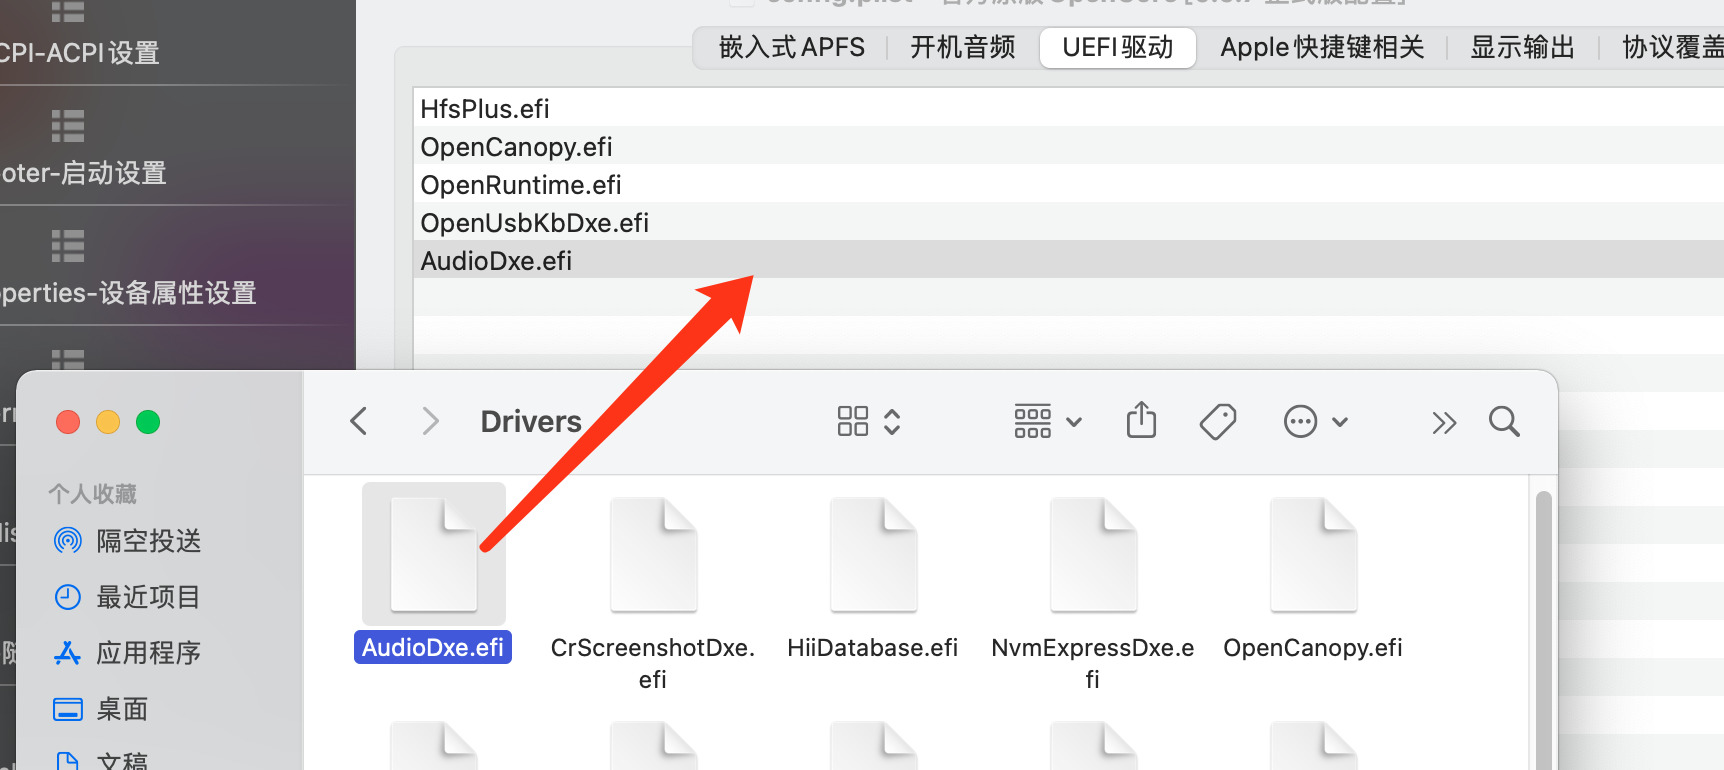 CPI-ACPI设置
oter-启动设置
perties-设备属性设置
嵌入式APFS
开机音频
UEFI驱动
Apple快捷键相关
显示输出
协议覆盖
HfsPlus.efi
OpenCanopy.efi
OpenRuntime.efi
OpenUsbKbDxe.efi
AudioDxe.efi
Drivers
个人收藏
隔空投送
最近项目
应用程序
桌面
文稿
AudioDxe.efi
CrScreenshotDxe.
efi
HiiDatabase.efi
NvmExpressDxe.e
fi
OpenCanopy.efi